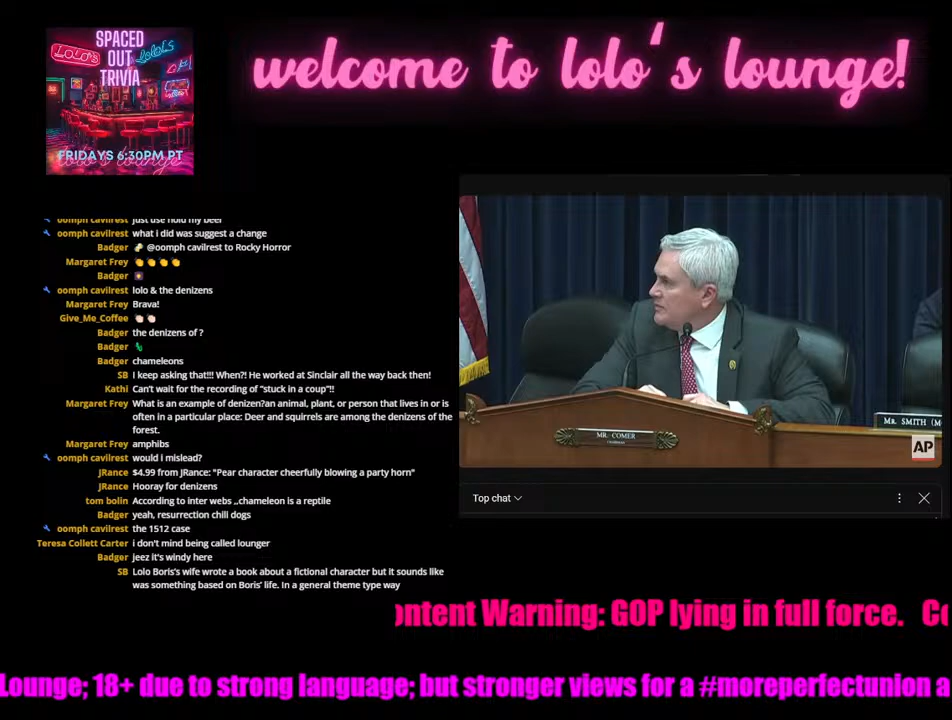 SPACED
OUT
TRIVIA
LOLO'S
FRIDAYS 6:30PM PT
lolo's lounge
welcome to lolo's lounge!
oomph cavilrest just use hold my beer
oomph cavilrest what i did was suggest a change
Badger @oomph cavilrest to Rocky Horror
Margaret Frey 👏👏👏👏
Badger
oomph cavilrest lolo & the denizens
Margaret Frey Brava!
Give_Me_Coffee 👏🏻👏🏻
Badger the denizens of ?
Badger 🦎
Badger chameleons
SB I keep asking that!!! When?! He worked at Sinclair all the way back then!
Kathi Can't wait for the recording of "stuck in a coup"!!
Margaret Frey What is an example of denizen?an animal, plant, or person that lives in or is
often in a particular place: Deer and squirrels are among the denizens of the
forest.
Margaret Frey amphibs
oomph cavilrest would i mislead?
JRance $4.99 from JRance: "Pear character cheerfully blowing a party horn"
JRance Hooray for denizens
tom bolin According to inter webs ,,chameleon is a reptile
Badger yeah, resurrection chill dogs
oomph cavilrest the 1512 case
Teresa Collett Carter i don't mind being called lounger
Badger jeez it's windy here
SB Lolo Boris's wife wrote a book about a fictional character but it sounds like
was something based on Boris' life. In a general theme type way
MR. COMER
MR. SMITH (M
AP
Top chat
ontent Warning: GOP lying in full force. Co
Lounge; 18+ due to strong language; but stronger views for a #moreperfectunion a